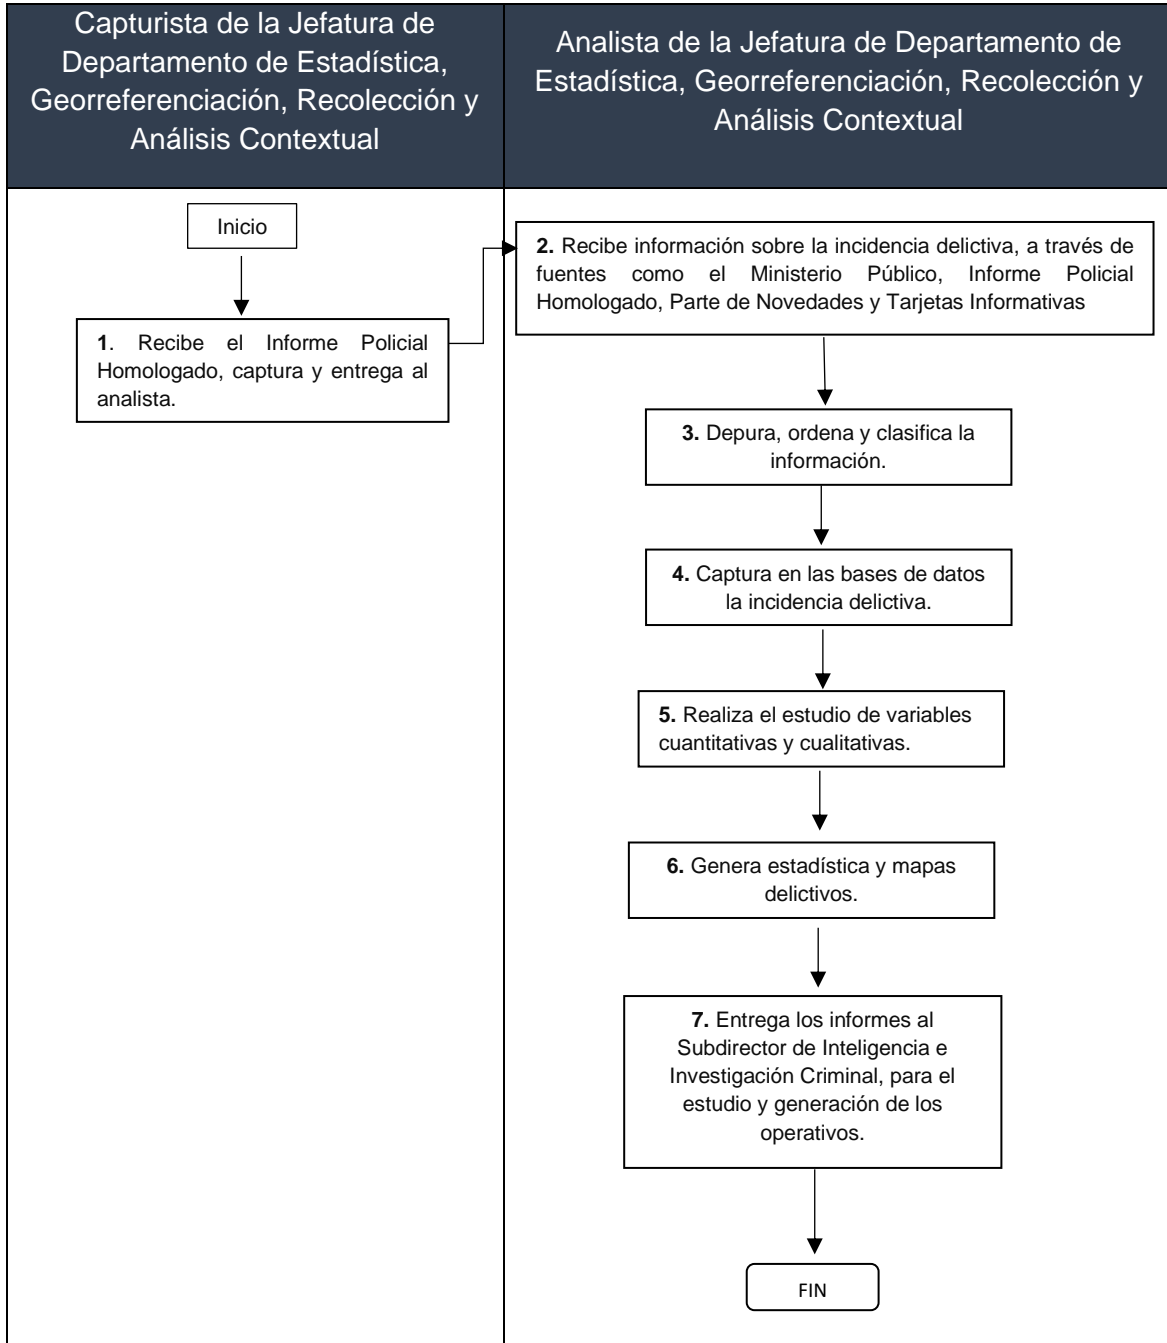 Capturista de la Jefatura de
Departamento de Estadística,
Georreferenciación, Recolección y
Análisis Contextual
Analista de la Jefatura de Departamento de
Estadística, Georreferenciación, Recolección y
Análisis Contextual
Inicio
1. Recibe el Informe Policial
Homologado, captura y entrega al
analista.
2. Recibe información sobre la incidencia delictiva, a través de
fuentes como el Ministerio Público, Informe Policial
Homologado, Parte de Novedades y Tarjetas Informativas
3. Depura, ordena y clasifica la
información.
4. Captura en las bases de datos
la incidencia delictiva.
5. Realiza el estudio de variables
cuantitativas y cualitativas.
6. Genera estadística y mapas
delictivos.
7. Entrega los informes al
Subdirector de Inteligencia e
Investigación Criminal, para el
estudio y generación de los
operativos.
FIN